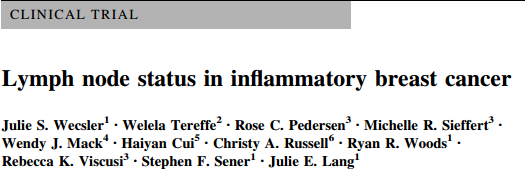 CLINICAL TRIAL
Lymph node status in inflammatory breast cancer
Julie S. Wecsler1 · Welela Tereffe2 · Rose C. Pedersen3 · Michelle R. Sieffert3 ·
Wendy J. Mack4 · Haiyan Cui5 · Christy A. Russell6 · Ryan R. Woods1 ·
Rebecca K. Viscusi3 · Stephen F. Sener1 · Julie E. Lang1